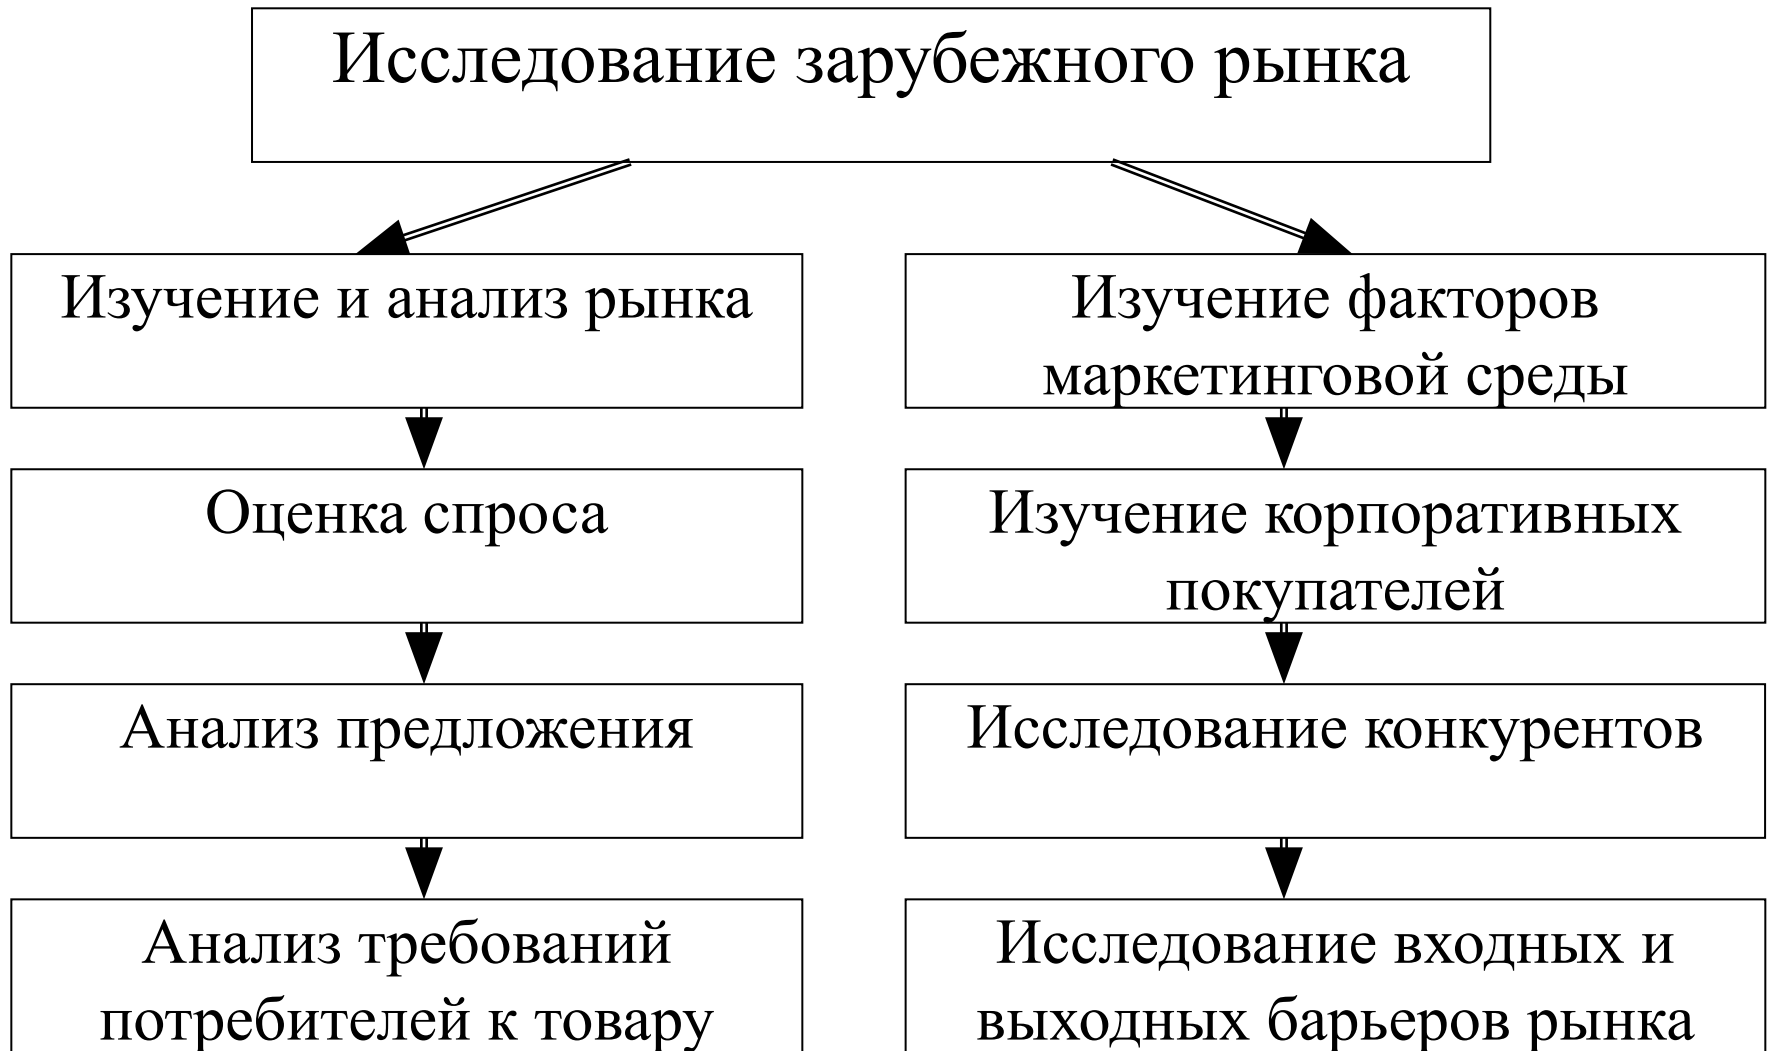 Исследование зарубежного рынка
Изучение и анализ рынка
Изучение факторов
маркетинговой среды
Оценка спроса
Изучение корпоративных
покупателей
Анализ предложения
Исследование конкурентов
Анализ требований
потребителей к товару
Исследование входных и
выходных барьеров рынка